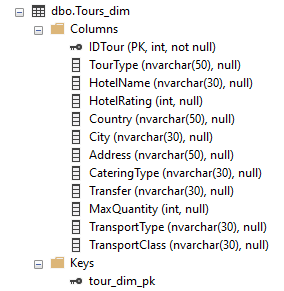 dbo.Tours_dim
Columns
IDTour (PK, int, not null)
TourType (nvarchar(50), null)
HotelName (nvarchar(30), null)
HotelRating (int, null)
Country (nvarchar(50), null)
City (nvarchar(30), null)
Address (nvarchar(50), null)
CateringType (nvarchar(30), null)
Transfer (nvarchar(30), null)
MaxQuantity (int, null)
TransportType (nvarchar(30), null)
TransportClass (nvarchar(30), null)
Keys
tour_dim_pk